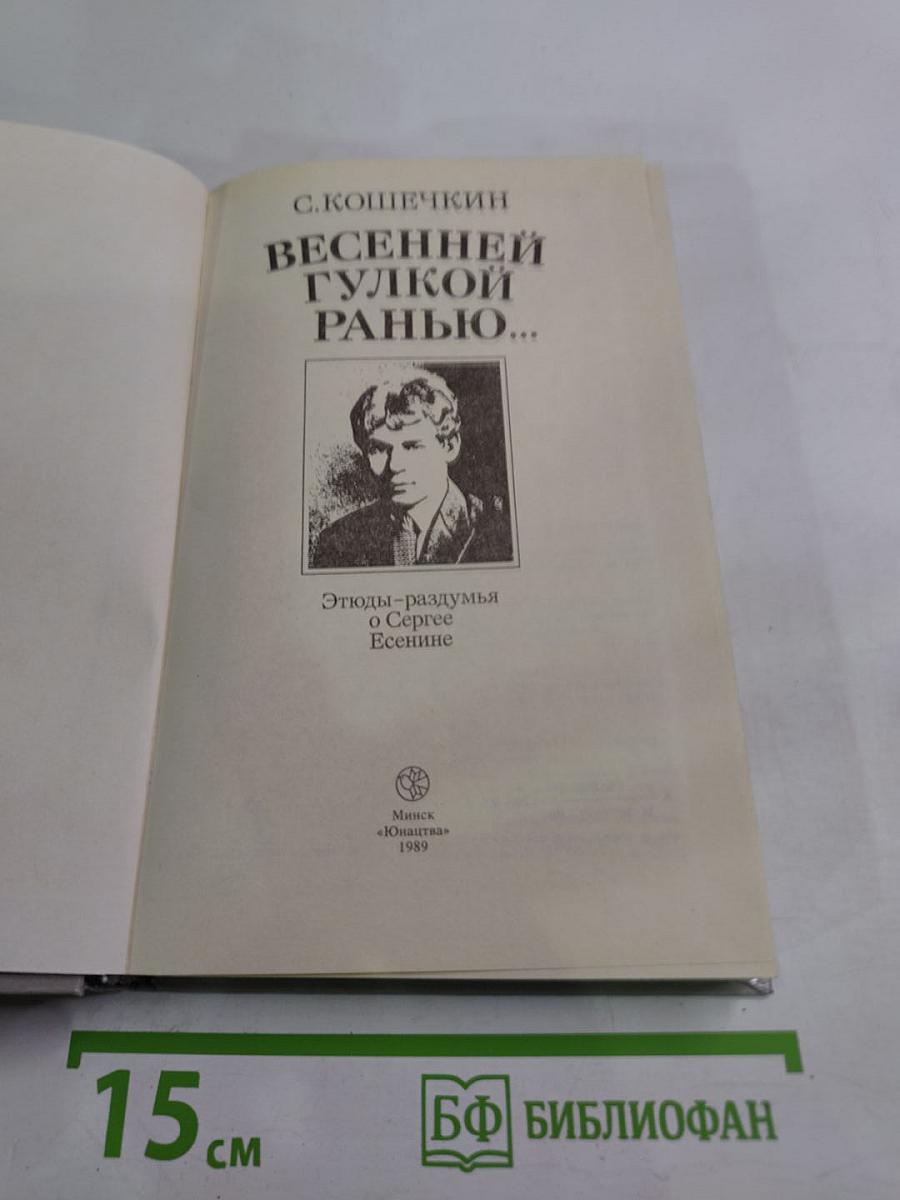 С. КОШЕЧКИН
ВЕСЕННЕЙ
ГУЛКОЙ
РАНЬЮ...
Этюды-раздумья
о Сергее
Есенине
Минск
«Юнацтва»
1989
15 см
БФ БИБЛИОФАН